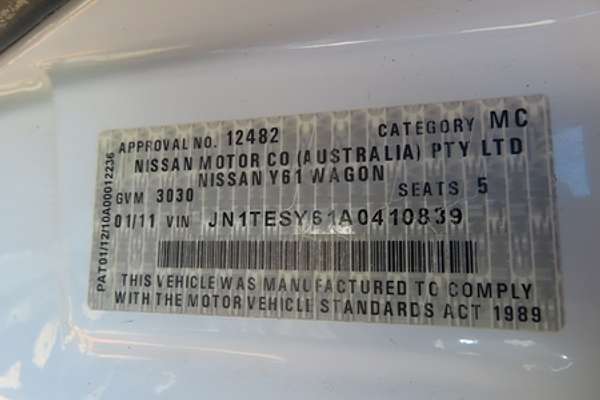 APPROVAL NO. 12482 CATEGORY MC
NISSAN MOTOR CO (AUSTRALIA) PTY LTD
NISSAN Y61 WAGON
GVM 3030 SEATS 5
01/11 VIN JN1TESY61A0410839
THIS VEHICLE WAS MANUFACTURED TO COMPLY
WITH THE MOTOR VEHICLE STANDARDS ACT 1989
PAT01/12/10A00012236